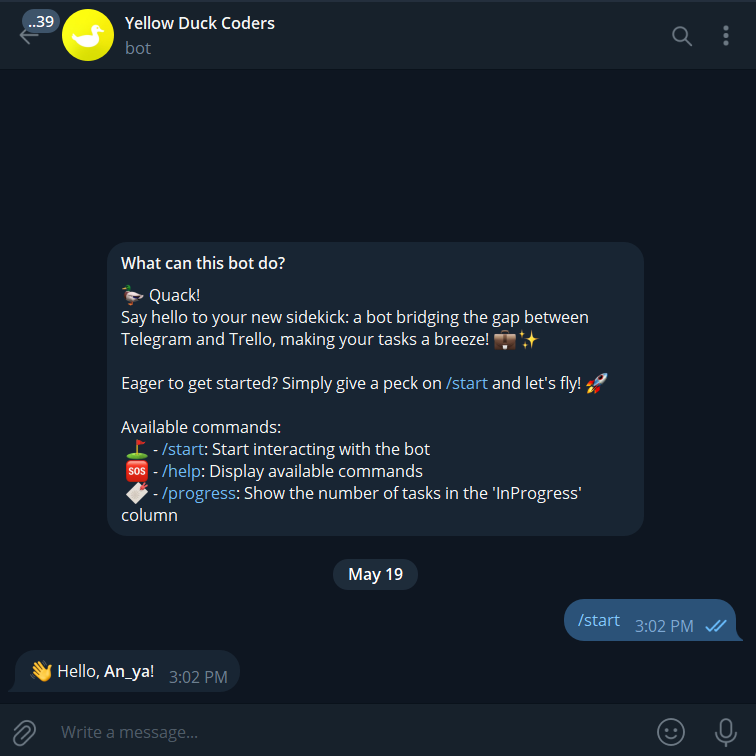 ..39
Yellow Duck Coders
bot
What can this bot do?
🦆 Quack!
Say hello to your new sidekick: a bot bridging the gap between
Telegram and Trello, making your tasks a breeze! 💼✨
Eager to get started? Simply give a peck on /start and let's fly! 🚀
Available commands:
⛳ - /start: Start interacting with the bot
🆘 - /help: Display available commands
🔖 - /progress: Show the number of tasks in the 'InProgress'
column
May 19
/start 3:02 PM
👋 Hello, An_ya! 3:02 PM
Write a message...